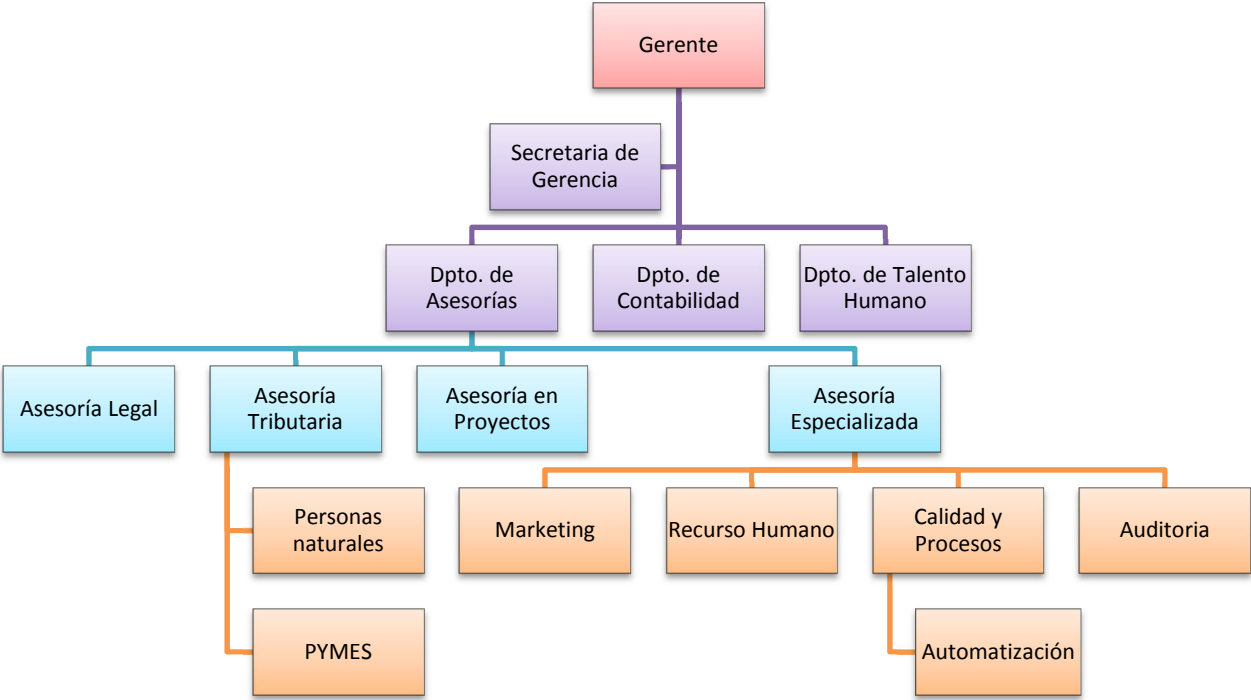 Gerente
Secretaria de
Gerencia
Dpto. de
Asesorías
Dpto. de
Contabilidad
Dpto. de Talento
Humano
Asesoría Legal
Asesoría
Tributaria
Asesoría en
Proyectos
Asesoría
Especializada
Personas
naturales
Marketing
Recurso Humano
Calidad y
Procesos
Auditoria
PYMES
Automatización